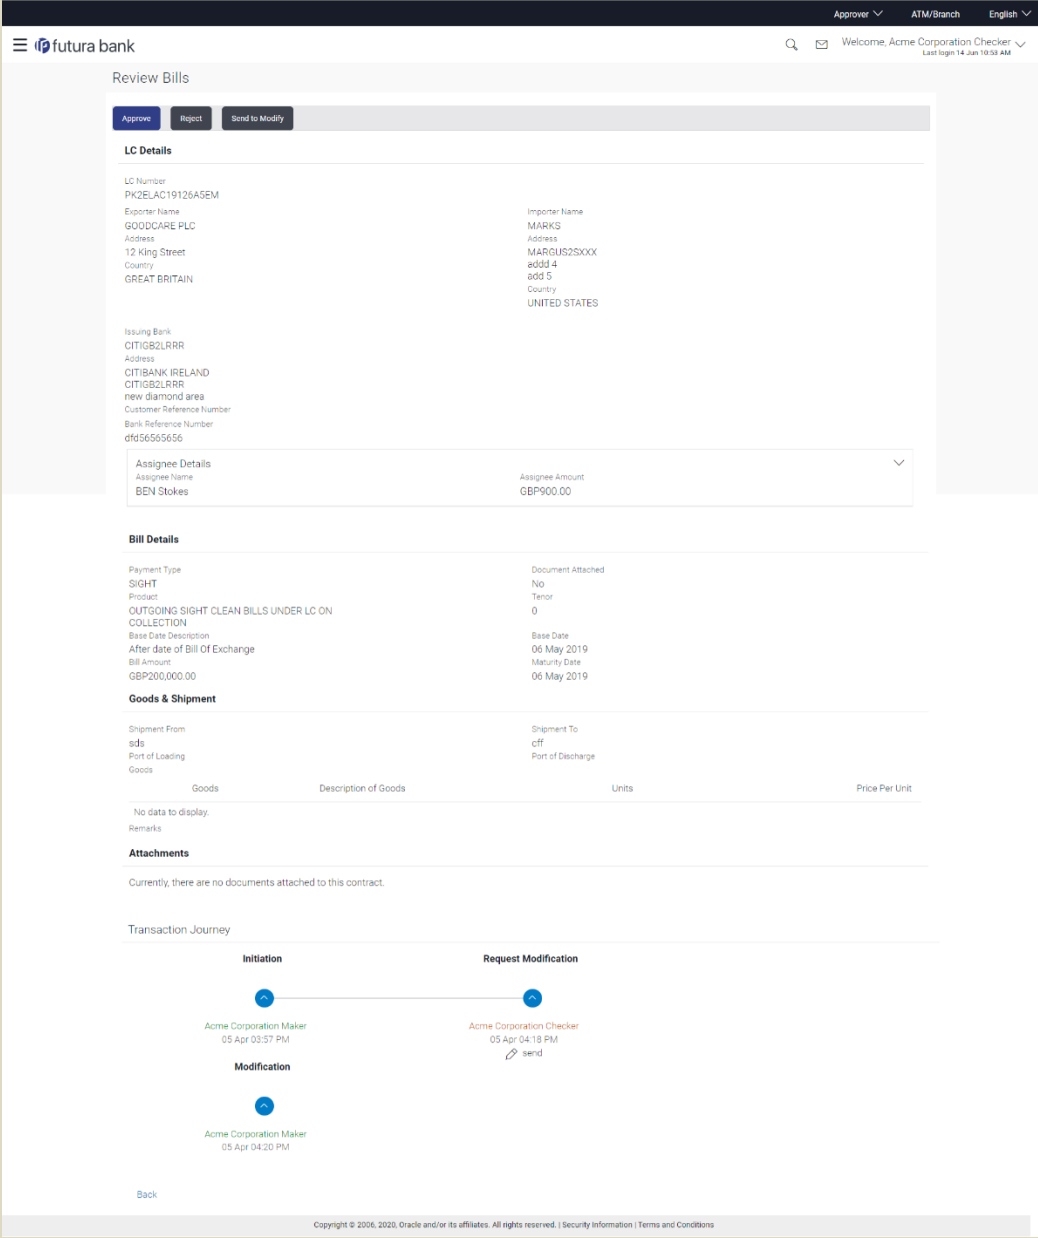 Approver ATM/Branch English
futura bank Welcome, Acme Corporation Checker
Last login 14 Jun 10:53 AM
Review Bills
Approve Reject Send to Modify
LC Details
LC Number
PK2ELAC19126A5EM
Exporter Name Importer Name
GOODCARE PLC MARKS
Address Address
12 King Street MARGUS2SXXX
Country addd 4
GREAT BRITAIN add 5
Country
UNITED STATES
Issuing Bank
CITIGB2LRRR
Address
CITIBANK IRELAND
CITIGB2LRRR
new diamond area
Customer Reference Number
Bank Reference Number
dfd56565656
Assignee Details
Assignee Name Assignee Amount
BEN Stokes GBP900.00
Bill Details
Payment Type Document Attached
SIGHT No
Product Tenor
OUTGOING SIGHT CLEAN BILLS UNDER LC ON 0
COLLECTION
Base Date Description Base Date
After date of Bill Of Exchange 06 May 2019
Bill Amount Maturity Date
GBP200,000.00 06 May 2019
Goods & Shipment
Shipment From Shipment To
sds cff
Port of Loading Port of Discharge
Goods
Goods Description of Goods Units Price Per Unit
No data to display.
Remarks
Attachments
Currently, there are no documents attached to this contract.
Transaction Journey
Initiation Request Modification
Acme Corporation Maker Acme Corporation Checker
05 Apr 03:57 PM 05 Apr 04:18 PM
send
Modification
Acme Corporation Maker
05 Apr 04:20 PM
Back
Copyright © 2006, 2020, Oracle and/or its affiliates. All rights reserved. | Security Information | Terms and Conditions